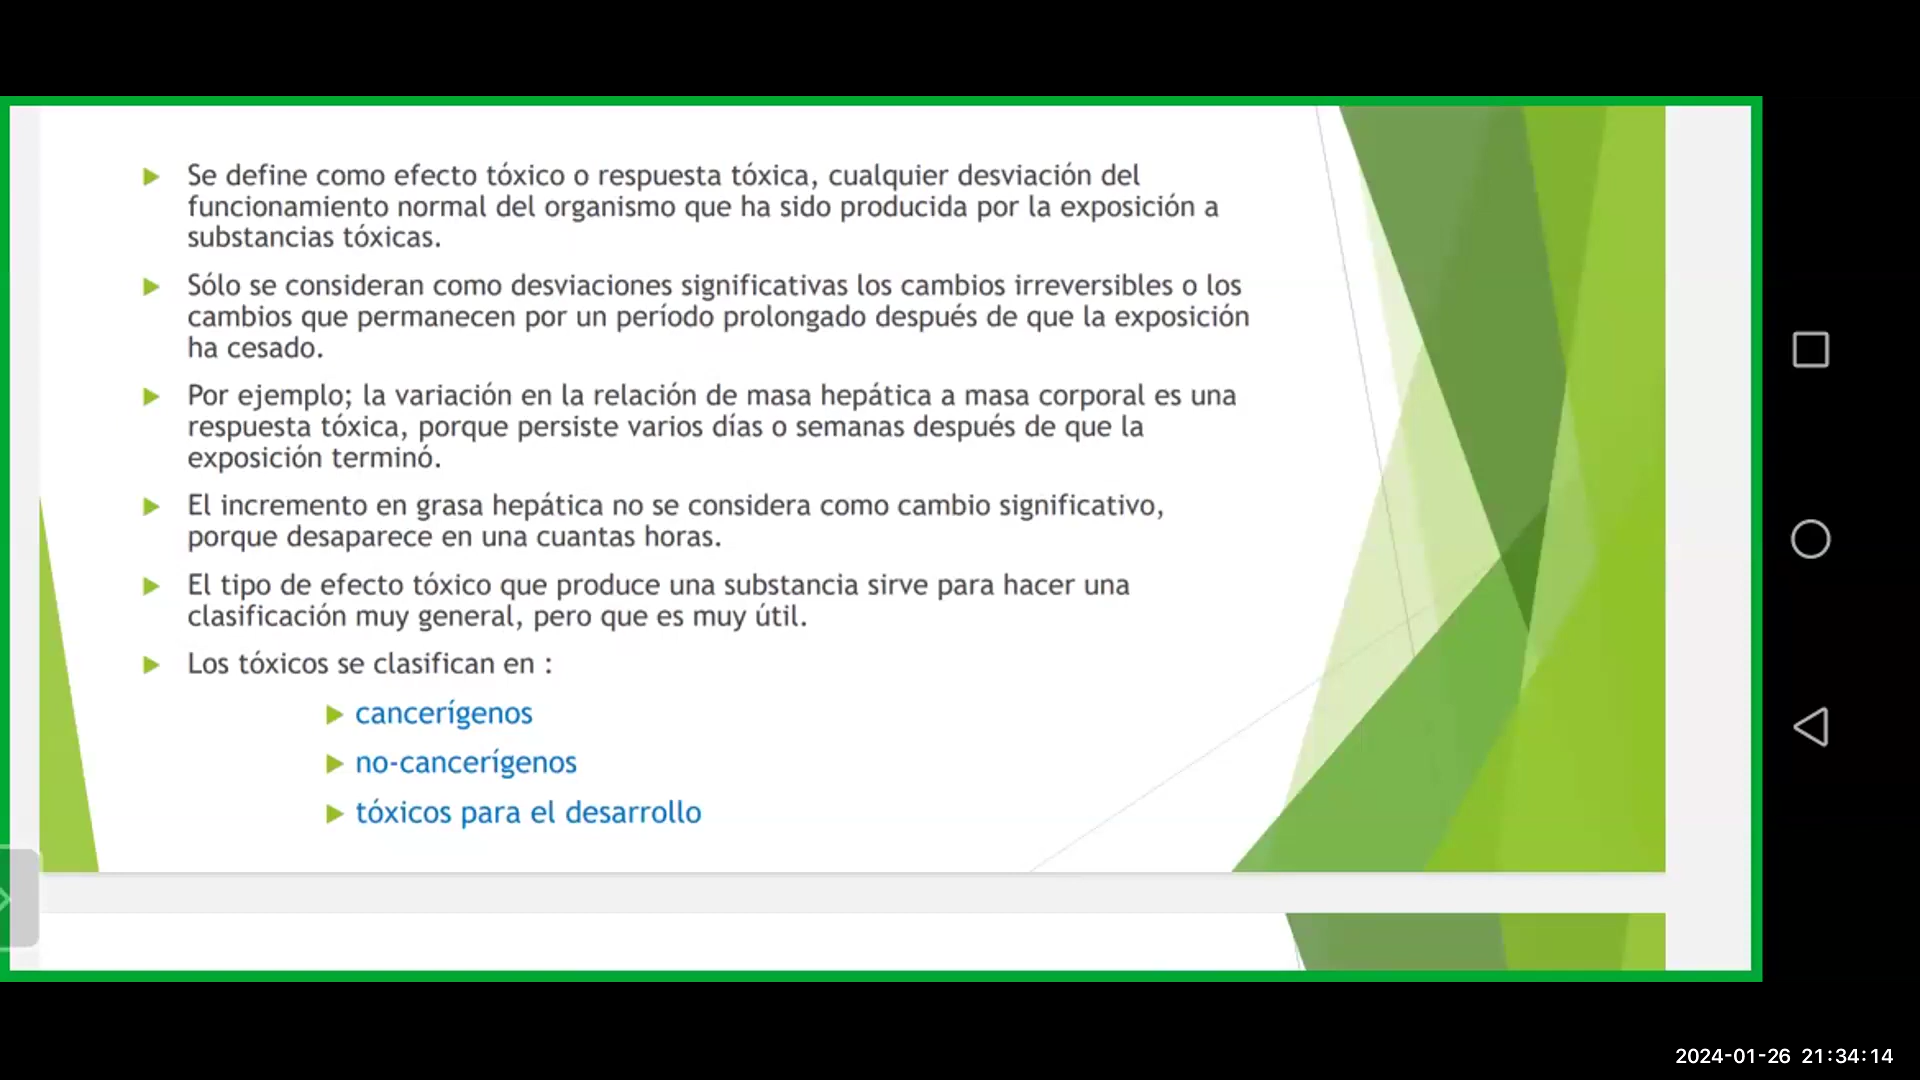 Se define como efecto tóxico o respuesta tóxica, cualquier desviación del
funcionamiento normal del organismo que ha sido producida por la exposición a
substancias tóxicas.
Sólo se consideran como desviaciones significativas los cambios irreversibles o los
cambios que permanecen por un período prolongado después de que la exposición
ha cesado.
Por ejemplo; la variación en la relación de masa hepática a masa corporal es una
respuesta tóxica, porque persiste varios días o semanas después de que la
exposición terminó.
El incremento en grasa hepática no se considera como cambio significativo,
porque desaparece en una cuantas horas.
El tipo de efecto tóxico que produce una substancia sirve para hacer una
clasificación muy general, pero que es muy útil.
Los tóxicos se clasifican en :
cancerígenos
no-cancerígenos
tóxicos para el desarrollo
2024-01-26 21:34:14